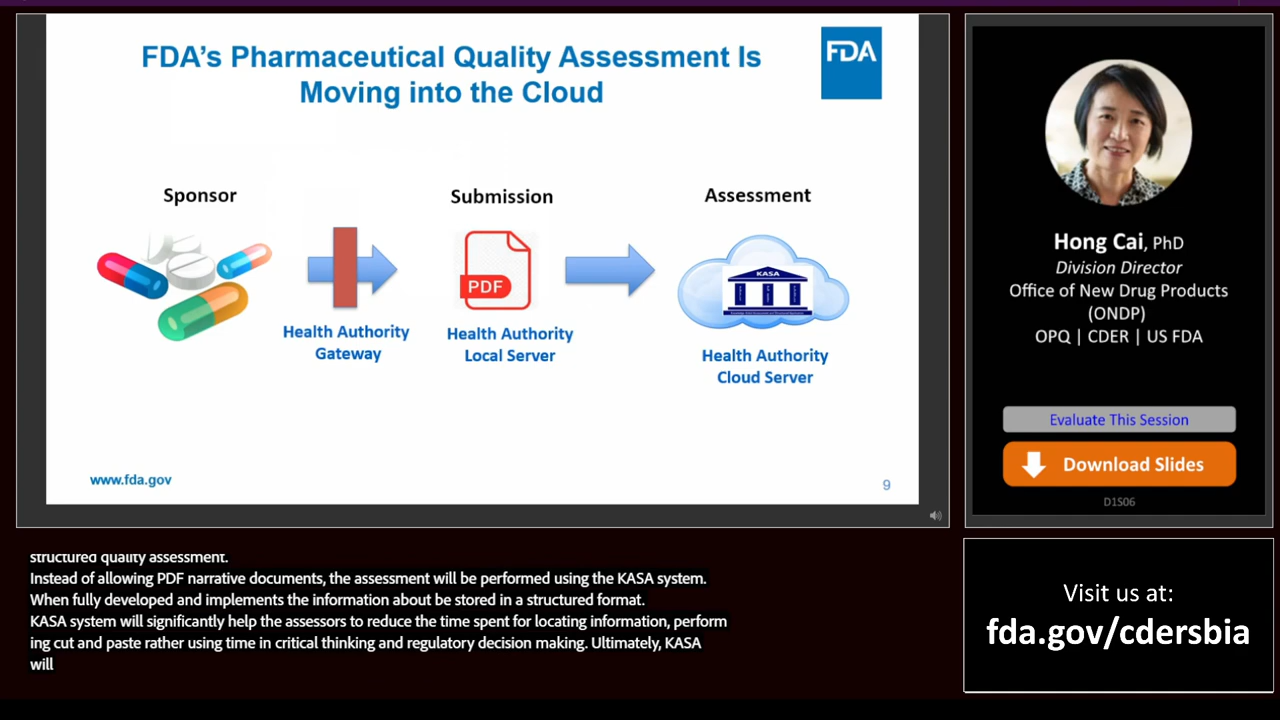 FDA's Pharmaceutical Quality Assessment Is
Moving into the Cloud
FDA
Sponsor
Submission
Assessment
PDF
KASA
Health Authority
Gateway
Health Authority
Local Server
Health Authority
Cloud Server
www.fda.gov
9
Hong Cai, PhD
Division Director
Office of New Drug Products
(ONDP)
OPQ | CDER | US FDA
Evaluate This Session
Download Slides
D1S06
structured quality assessment.
Instead of allowing PDF narrative documents, the assessment will be performed using the KASA system.
When fully developed and implements the information about be stored in a structured format.
KASA system will significantly help the assessors to reduce the time spent for locating information, perform
ing cut and paste rather using time in critical thinking and regulatory decision making. Ultimately, KASA
will
Visit us at:
fda.gov/cdersbia